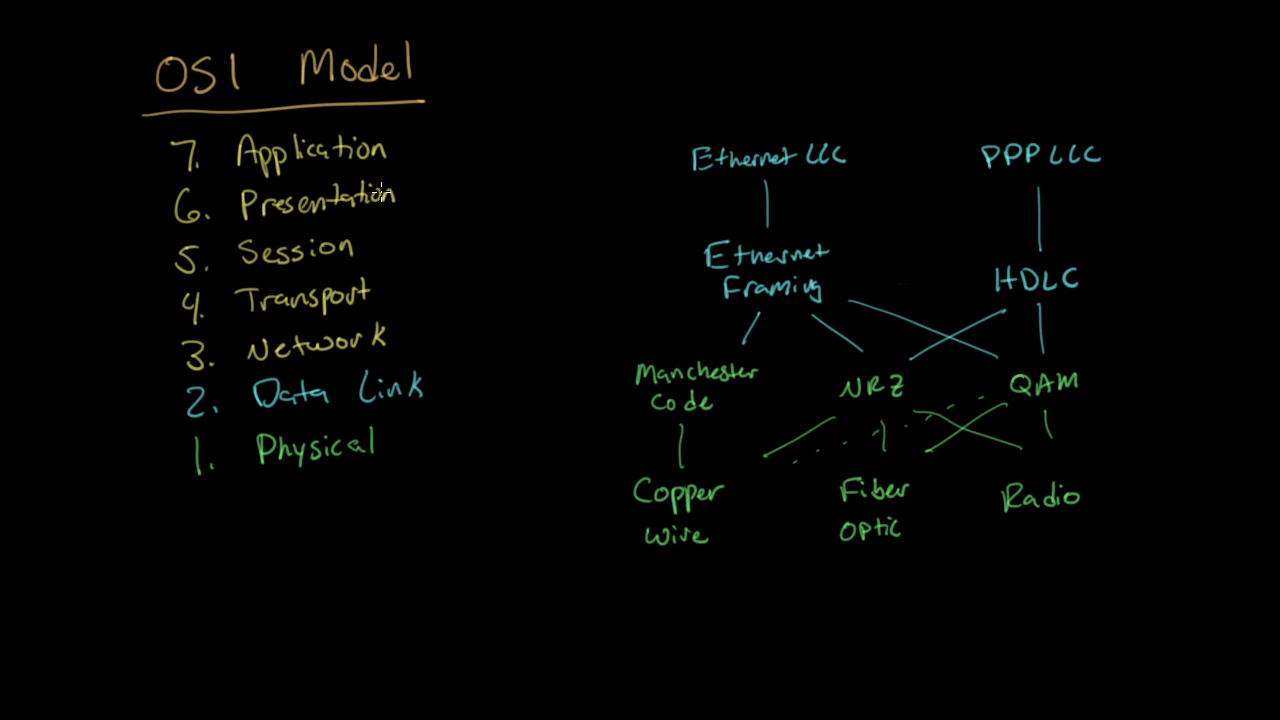 OSI Model
7. Application
6. Presentation
5. Session
4. Transport
3. Network
2. Data Link
1. Physical
Ethernet LLC
PPP LLC
Ethernet
Framing
HDLC
Manchester
Code
NRZ
QAM
Copper
Wire
Fiber
Optic
Radio